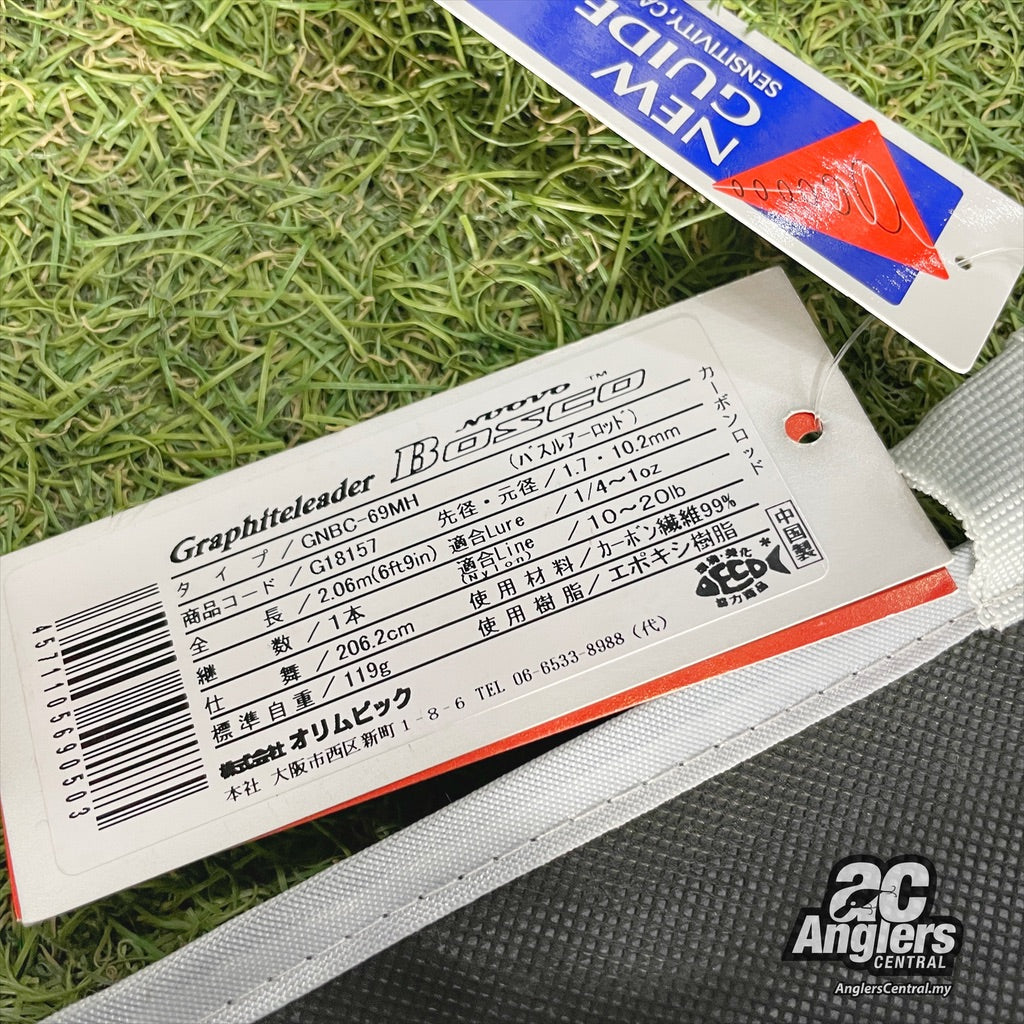 NEW
GUIDE
SENSITIVITY, CA
Graphiteleader NUOVO BOSCO™
カーボンロッド
タイプ / GNBC-69MH (バスルアーロッド)
商品コード / G18157 先径・元径 / 1.7・10.2mm
全長 / 2.06m(6ft9in) 適合Lure / 1/4〜1oz
継数 / 1本 適合Line (Nylon) / 10〜20lb
仕舞 / 206.2cm 使用材料 / カーボン繊維99%
標準自重 / 119g 使用樹脂 / エポキシ樹脂
中国製
株式会社 オリムピック
本社 大阪市西区新町1-8-6 TEL 06-6533-8988 (代)
4571105690503
ac
Anglers
CENTRAL
AnglersCentral.my